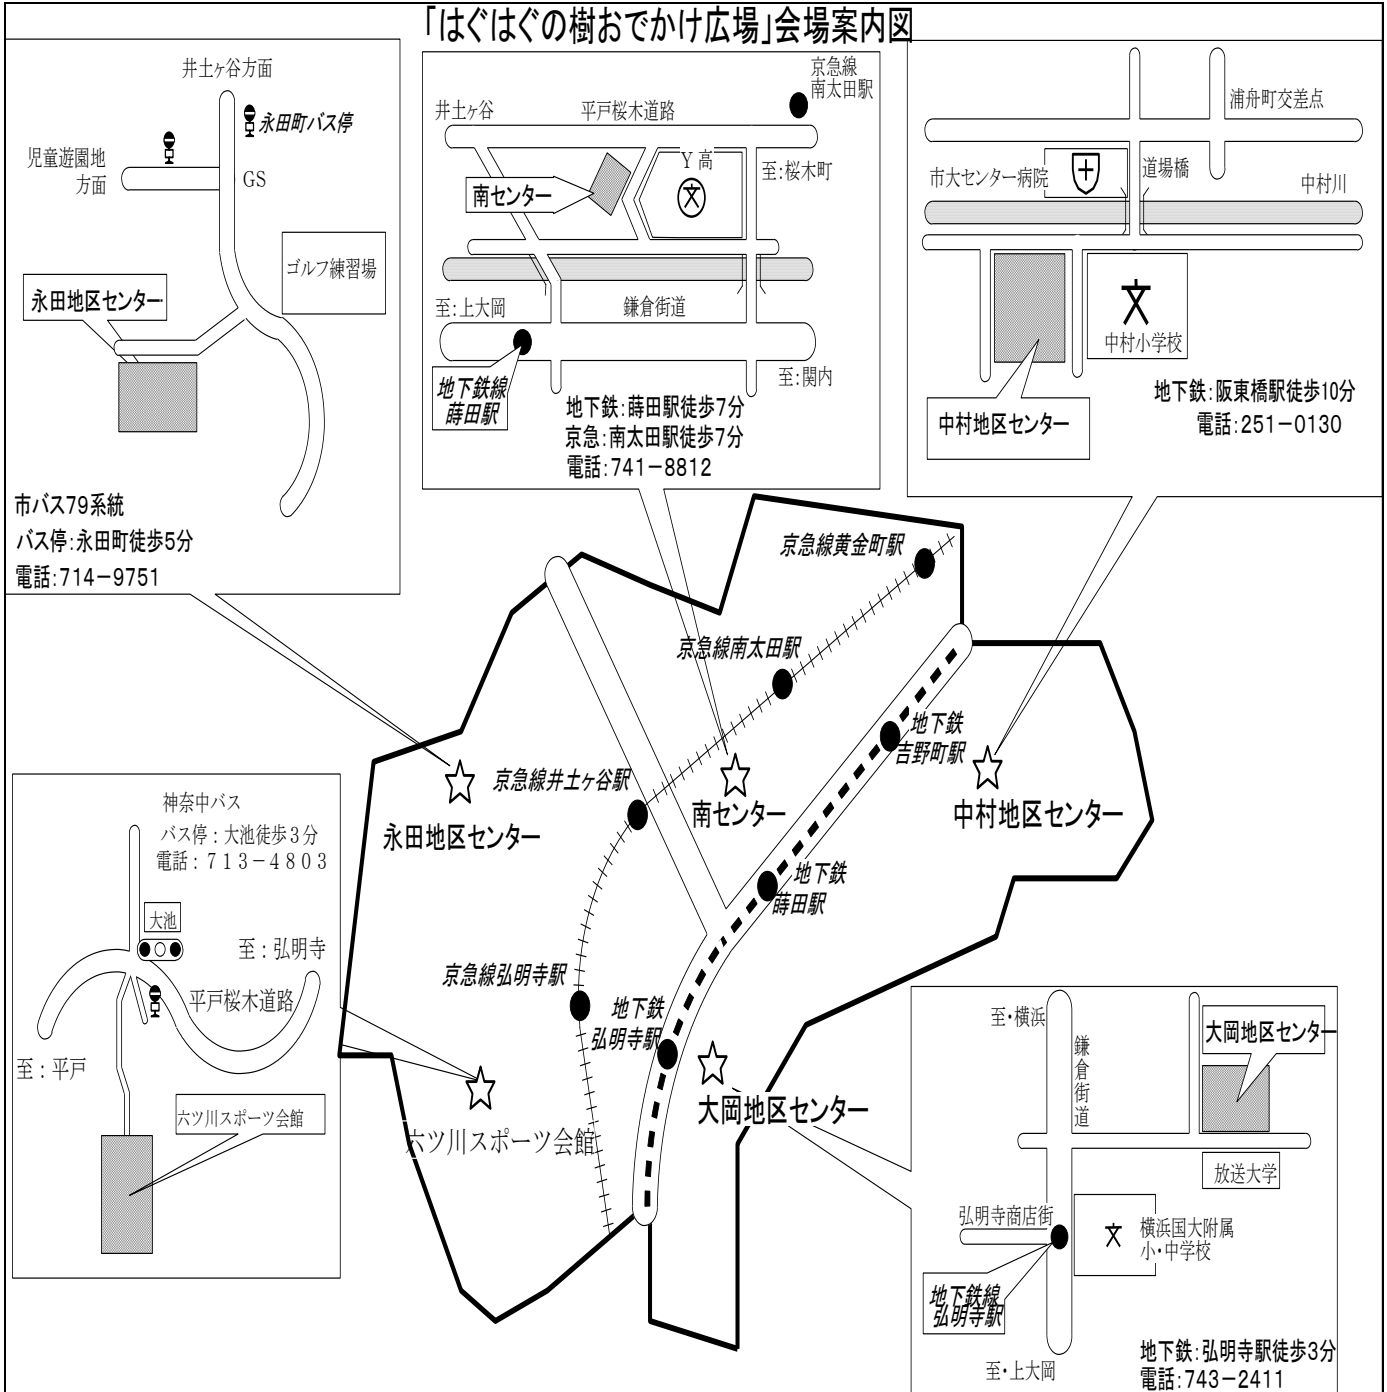 「はぐはぐの樹おでかけ広場」会場案内図
井土ヶ谷方面
永田町バス停
児童遊園地
方面
GS
ゴルフ練習場
永田地区センター
市バス79系統
バス停:永田町徒歩5分
電話:714-9751
京急線
南太田駅
井土ヶ谷
平戸桜木道路
Y高
文
至:桜木町
南センター
至:上大岡
鎌倉街道
至:関内
地下鉄線
蒔田駅
地下鉄:蒔田駅徒歩7分
京急:南太田駅徒歩7分
電話:741-8812
浦舟町交差点
市大センター病院
道場橋
中村川
文
中村小学校
中村地区センター
地下鉄:阪東橋駅徒歩10分
電話:251-0130
京急線黄金町駅
京急線南太田駅
地下鉄
吉野町駅
京急線井土ヶ谷駅
永田地区センター
南センター
中村地区センター
地下鉄
蒔田駅
京急線弘明寺駅
地下鉄
弘明寺駅
六ツ川スポーツ会館
大岡地区センター
神奈中バス
バス停:大池徒歩3分
電話:713-4803
大池
至:弘明寺
平戸桜木道路
至:平戸
六ツ川スポーツ会館
至・横浜
鎌倉街道
大岡地区センター
放送大学
弘明寺商店街
文
横浜国大附属
小・中学校
地下鉄線
弘明寺駅
至・上大岡
地下鉄:弘明寺駅徒歩3分
電話:743-2411